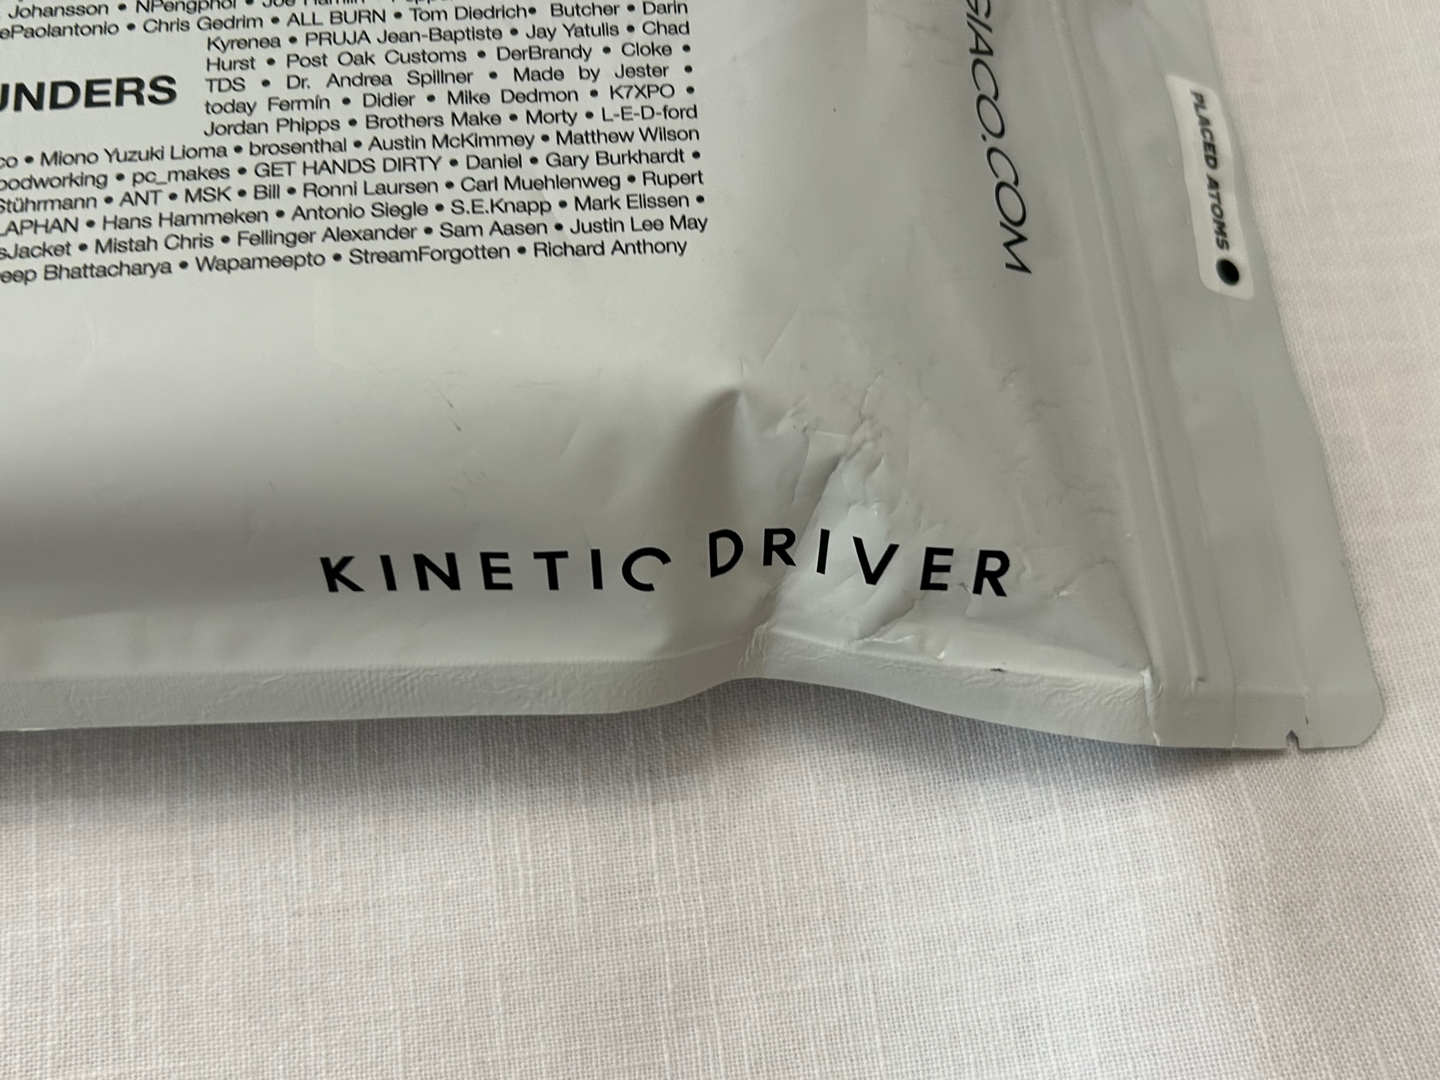 Johansson • NPengphol •
ePaolantonio • Chris Gedrim • ALL BURN • Tom Diedrich• Butcher • Darin
Kyrenea • PRUJA Jean-Baptiste • Jay Yatulis • Chad
Hurst • Post Oak Customs • DerBrandy • Cloke •
UNDERS
TDS • Dr. Andrea Spillner • Made by Jester •
today Fermín • Didier • Mike Dedmon • K7XPO •
Jordan Phipps • Brothers Make • Morty • L-E-D-ford
co • Miono Yuzuki Lioma • brosenthal • Austin McKimmey • Matthew Wilson
oodworking • pc_makes • GET HANDS DIRTY • Daniel • Gary Burkhardt •
Stührmann • ANT • MSK • Bill • Ronni Laursen • Carl Muehlenweg • Rupert
LAPHAN • Hans Hammeken • Antonio Siegle • S.E.Knapp • Mark Elissen •
sJacket • Mistah Chris • Fellinger Alexander • Sam Aasen • Justin Lee May
eep Bhattacharya • Wapameepto • StreamForgotten • Richard Anthony
GIACO.COM
PLACED ATOMS
KINETIC DRIVER